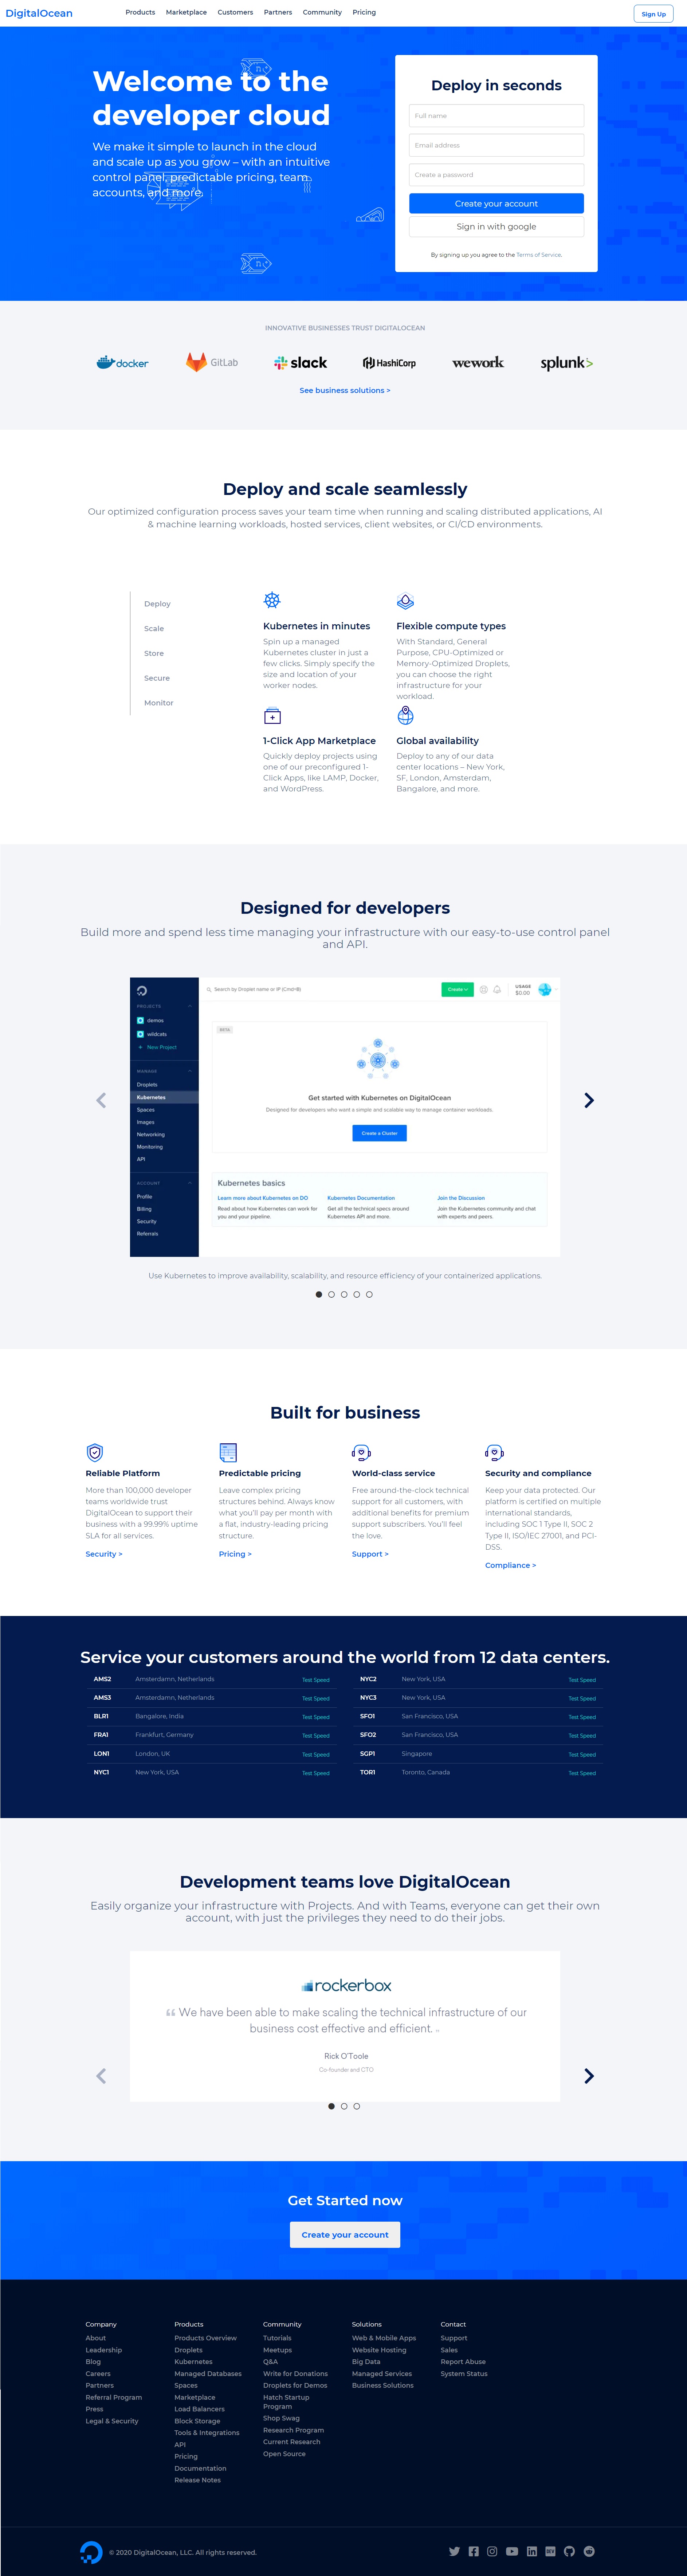 DigitalOcean
Products Marketplace Customers Partners Community Pricing
Sign Up
Welcome to the
developer cloud
We make it simple to launch in the cloud
and scale up as you grow – with an intuitive
control panel, predictable pricing, team
accounts, and more.
Deploy in seconds
Full name
Email address
Create a password
Create your account
Sign in with google
By signing up you agree to the Terms of Service.
INNOVATIVE BUSINESSES TRUST DIGITALOCEAN
docker
GitLab
slack
HashiCorp
wework
splunk>
See business solutions >
Deploy and scale seamlessly
Our optimized configuration process saves your team time when running and scaling distributed applications, AI
& machine learning workloads, hosted services, client websites, or CI/CD environments.
Deploy
Scale
Store
Secure
Monitor
Kubernetes in minutes
Spin up a managed
Kubernetes cluster in just a
few clicks. Simply specify the
size and location of your
worker nodes.
Flexible compute types
With Standard, General
Purpose, CPU-Optimized or
Memory-Optimized Droplets,
you can choose the right
infrastructure for your
workload.
1-Click App Marketplace
Quickly deploy projects using
one of our preconfigured 1-
Click Apps, like LAMP, Docker,
and WordPress.
Global availability
Deploy to any of our data
center locations – New York,
SF, London, Amsterdam,
Bangalore, and more.
Designed for developers
Build more and spend less time managing your infrastructure with our easy-to-use control panel
and API.
PROJECTS
demos
wildcats
+ New Project
MANAGE
Droplets
Kubernetes
Spaces
Images
Networking
Monitoring
API
ACCOUNT
Profile
Billing
Security
Referrals
Search by Droplet name or IP (Cmd+B)
Create
USAGE
$0.00
BETA
Get started with Kubernetes on DigitalOcean
Designed for developers who want a simple and scalable way to manage container workloads.
Create a Cluster
Kubernetes basics
Learn more about Kubernetes on DO
Read about how Kubernetes can work for
you and your pipeline.
Kubernetes Documentation
Get all the technical specs around
Kubernetes API and more.
Join the Discussion
Join the Kubernetes community and chat
with experts and peers.
Use Kubernetes to improve availability, scalability, and resource efficiency of your containerized applications.
Built for business
Reliable Platform
More than 100,000 developer
teams worldwide trust
DigitalOcean to support their
business with a 99.99% uptime
SLA for all services.
Security >
Predictable pricing
Leave complex pricing
structures behind. Always know
what you'll pay per month with
a flat, industry-leading pricing
structure.
Pricing >
World-class service
Free around-the-clock technical
support for all customers, with
additional benefits for premium
support subscribers. You'll feel
the love.
Support >
Security and compliance
Keep your data protected. Our
platform is certified on multiple
international standards,
including SOC 1 Type II, SOC 2
Type II, ISO/IEC 27001, and PCI-
DSS.
Compliance >
Service your customers around the world from 12 data centers.
AMS2 Amsterdamn, Netherlands Test Speed
AMS3 Amsterdamn, Netherlands Test Speed
BLR1 Bangalore, India Test Speed
FRA1 Frankfurt, Germany Test Speed
LON1 London, UK Test Speed
NYC1 New York, USA Test Speed
NYC2 New York, USA Test Speed
NYC3 New York, USA Test Speed
SFO1 San Francisco, USA Test Speed
SFO2 San Francisco, USA Test Speed
SGP1 Singapore Test Speed
TOR1 Toronto, Canada Test Speed
Development teams love DigitalOcean
Easily organize your infrastructure with Projects. And with Teams, everyone can get their own
account, with just the privileges they need to do their jobs.
rockerbox
“ We have been able to make scaling the technical infrastructure of our
business cost effective and efficient. ”
Rick O'Toole
Co-founder and CTO
Get Started now
Create your account
Company
About
Leadership
Blog
Careers
Partners
Referral Program
Press
Legal & Security
Products
Products Overview
Droplets
Kubernetes
Managed Databases
Spaces
Marketplace
Load Balancers
Block Storage
Tools & Integrations
API
Pricing
Documentation
Release Notes
Community
Tutorials
Meetups
Q&A
Write for Donations
Droplets for Demos
Hatch Startup
Program
Shop Swag
Research Program
Current Research
Open Source
Solutions
Web & Mobile Apps
Website Hosting
Big Data
Managed Services
Business Solutions
Contact
Support
Sales
Report Abuse
System Status
© 2020 DigitalOcean, LLC. All rights reserved.